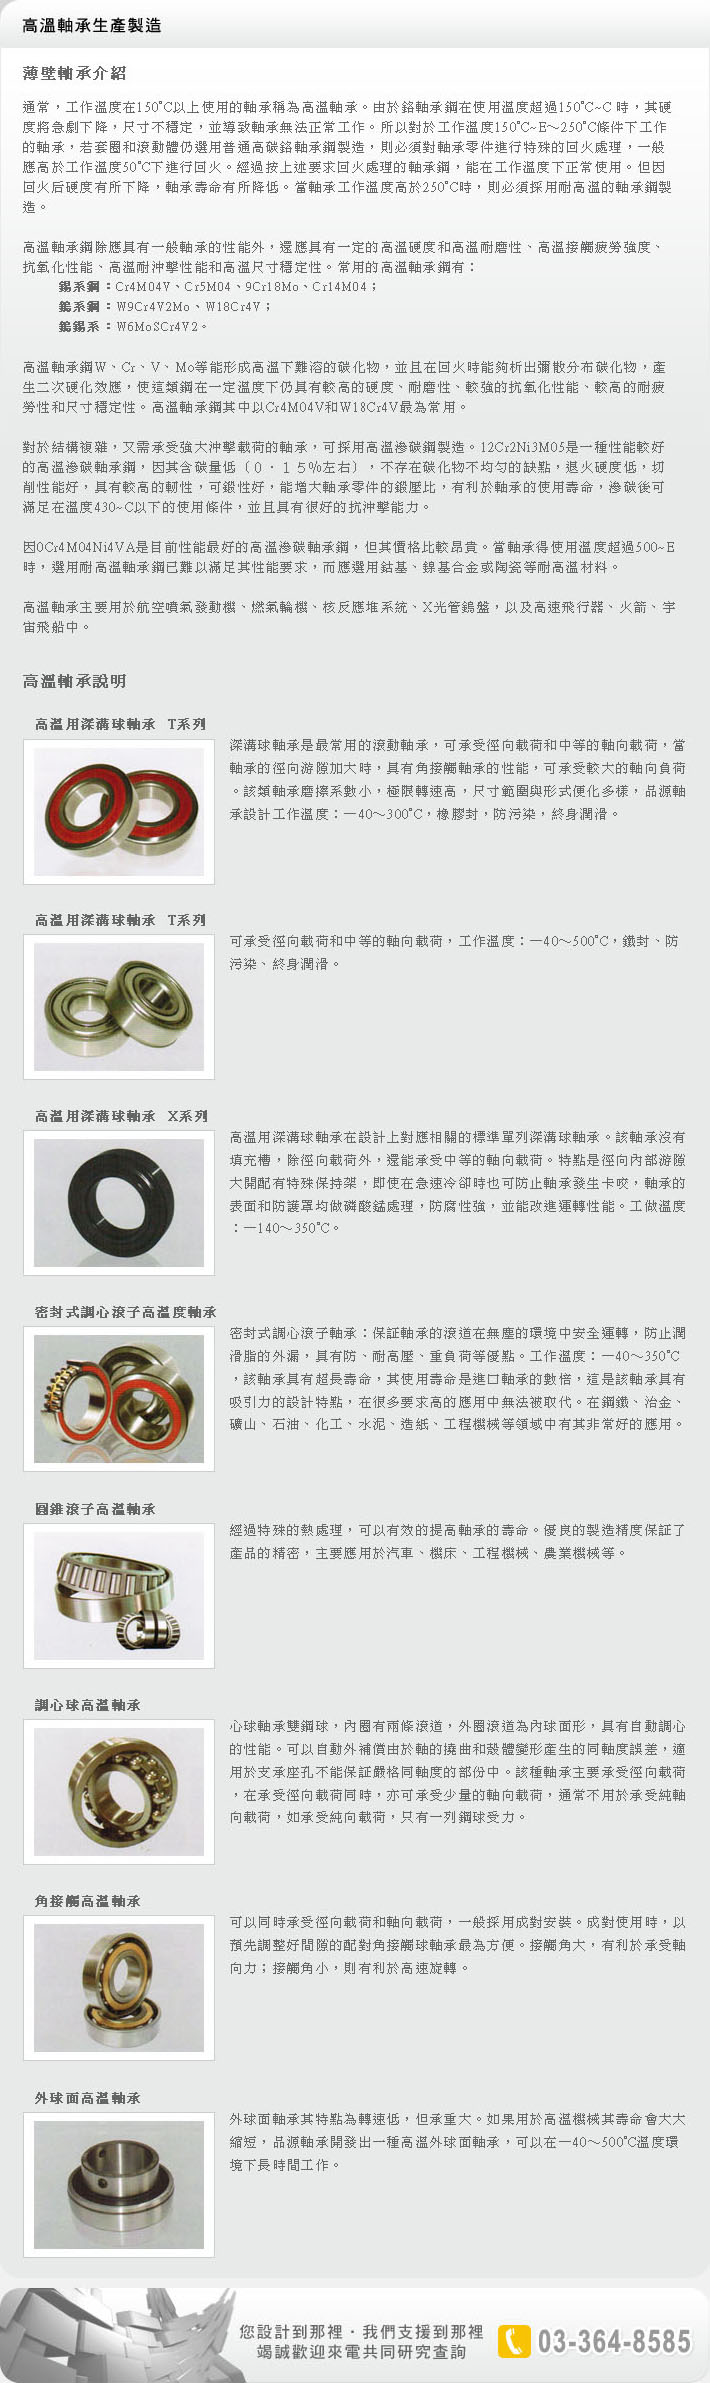 高溫軸承生產製造
薄壁軸承介紹
通常，工作溫度在150°C以上使用的軸承稱為高溫軸承。由於鉻軸承鋼在使用溫度超過150°C~C 時，其硬
度將急劇下降，尺寸不穩定，並導致軸承無法正常工作。所以對於工作溫度150°C~E～250°C條件下工作
的軸承，若套圈和滾動體仍選用普通高碳鉻軸承鋼製造，則必須對軸承零件進行特殊的回火處理，一般
應高於工作溫度50°C下進行回火。經過按上述要求回火處理的軸承鋼，能在工作溫度下正常使用。但因
回火后硬度有所下降，軸承壽命有所降低。當軸承工作溫度高於250°C時，則必須採用耐高溫的軸承鋼製
造。
高溫軸承鋼除應具有一般軸承的性能外，還應具有一定的高溫硬度和高溫耐磨性、高溫接觸疲勞強度、
抗氧化性能、高溫耐沖擊性能和高溫尺寸穩定性。常用的高溫軸承鋼有：
錫系鋼：Cr4M04V、Cr5M04、9Cr18Mo、Cr14M04；
鎢系鋼：W9Cr4V2Mo、W18Cr4V；
鎢錫系：W6MoSCr4V2。
高溫軸承鋼W、Cr、V、Mo等能形成高溫下難溶的碳化物，並且在回火時能夠析出彌散分布碳化物，產
生二次硬化效應，使這類鋼在一定溫度下仍具有較高的硬度、耐磨性、較強的抗氧化性能、較高的耐疲
勞性和尺寸穩定性。高溫軸承鋼其中以Cr4M04V和W18Cr4V最為常用。
對於結構複雜，又需承受強大沖擊載荷的軸承，可採用高溫滲碳鋼製造。12Cr2Ni3M05是一種性能較好
的高溫滲碳軸承鋼，因其含碳量低（０．１５%左右），不存在碳化物不均勻的缺點，退火硬度低，切
削性能好，具有較高的韌性，可鍛性好，能增大軸承零件的鍛壓比，有利於軸承的使用壽命，滲碳後可
滿足在溫度430~C以下的使用條件，並且具有很好的抗沖擊能力。
因0Cr4M04Ni4VA是目前性能最好的高溫滲碳軸承鋼，但其價格比較昂貴。當軸承得使用溫度超過500~E
時，選用耐高溫軸承鋼已難以滿足其性能要求，而應選用鈷基、鎳基合金或陶瓷等耐高溫材料。
高溫軸承主要用於航空噴氣發動機、燃氣輪機、核反應堆系統、X光管鎢盤，以及高速飛行器、火箭、宇
宙飛船中。
高溫軸承說明
高溫用深溝球軸承 T系列
深溝球軸承是最常用的滾動軸承，可承受徑向載荷和中等的軸向載荷，當
軸承的徑向游隙加大時，具有角接觸軸承的性能，可承受較大的軸向負荷
。該類軸承磨擦系數小，極限轉速高，尺寸範圍與形式便化多樣，品源軸
承設計工作溫度：—40～300°C，橡膠封，防污染，終身潤滑。
高溫用深溝球軸承 T系列
可承受徑向載荷和中等的軸向載荷，工作溫度：—40～500°C，鐵封、防
污染、終身潤滑。
高溫用深溝球軸承 X系列
高溫用深溝球軸承在設計上對應相關的標準單列深溝球軸承。該軸承沒有
填充槽，除徑向載荷外，還能承受中等的軸向載荷。特點是徑向內部游隙
大開配有特殊保持架，即使在急速冷卻時也可防止軸承發生卡咬，軸承的
表面和防護罩均做磷酸錳處理，防腐性強，並能改進運轉性能。工做溫度
：—140～350°C。
密封式調心滾子高溫度軸承
密封式調心滾子軸承：保証軸承的滾道在無塵的環境中安全運轉，防止潤
滑脂的外漏，具有防、耐高壓、重負荷等優點。工作溫度：—40～350°C
，該軸承具有超長壽命，其使用壽命是進口軸承的數倍，這是該軸承具有
吸引力的設計特點，在很多要求高的應用中無法被取代。在鋼鐵、冶金、
礦山、石油、化工、水泥、造紙、工程機械等領域中有其非常好的應用。
圓錐滾子高溫軸承
經過特殊的熱處理，可以有效的提高軸承的壽命。優良的製造精度保証了
產品的精密，主要應用於汽車、機床、工程機械、農業機械等。
調心球高溫軸承
心球軸承雙鋼球，內圈有兩條滾道，外圈滾道為內球面形，具有自動調心
的性能。可以自動外補償由於軸的撓曲和殼體變形產生的同軸度誤差，適
用於支承座孔不能保証嚴格同軸度的部份中。該種軸承主要承受徑向載荷
，在承受徑向載荷同時，亦可承受少量的軸向載荷，通常不用於承受純軸
向載荷，如承受純向載荷，只有一列鋼球受力。
角接觸高溫軸承
可以同時承受徑向載荷和軸向載荷，一般採用成對安裝。成對使用時，以
預先調整好間隙的配對角接觸球軸承最為方便。接觸角大，有利於承受軸
向力；接觸角小，則有利於高速旋轉。
外球面高溫軸承
外球面軸承其特點為轉速低，但承重大。如果用於高溫機械其壽命會大大
縮短，品源軸承開發出一種高溫外球面軸承，可以在—40～500°C溫度環
境下長時間工作。
您設計到那裡・我們支援到那裡
竭誠歡迎來電共同研究查詢
03-364-8585